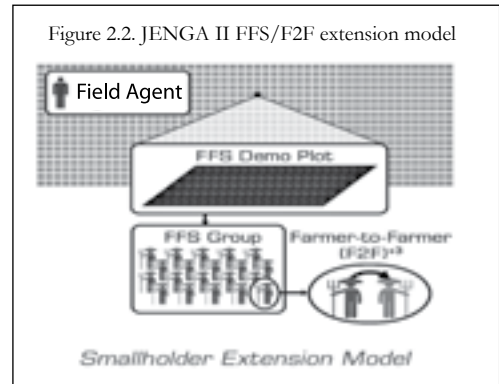 Figure 2.2. JENGA II FFS/F2F extension model
Field Agent
FFS Demo Plot
FFS Group
Farmer-to-Farmer
(F2F)*³
Smallholder Extension Model